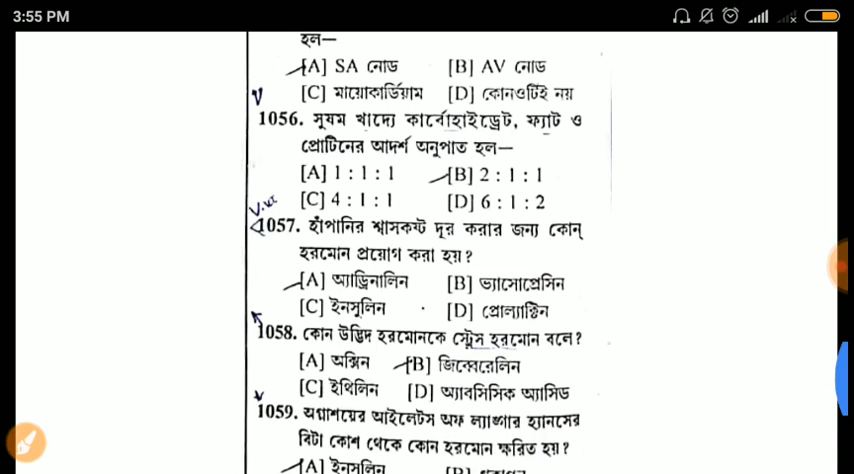 3:55 PM
হল—
[A] SA নোড [B] AV নোড
[C] মায়োকার্ডিয়াম [D] কোনওটিই নয়
1056. সুষম খাদ্যে কার্বোহাইড্রেট, ফ্যাট ও
প্রোটিনের আদর্শ অনুপাত হল—
[A] 1 : 1 : 1 [B] 2 : 1 : 1
[C] 4 : 1 : 1 [D] 6 : 1 : 2
1057. হাঁপানির শ্বাসকষ্ট দূর করার জন্য কোন্
হরমোন প্রয়োগ করা হয়?
[A] অ্যাড্রিনালিন [B] ভ্যাসোপ্রেসিন
[C] ইনসুলিন [D] প্রোল্যাক্টিন
1058. কোন উদ্ভিদ হরমোনকে স্ট্রেস হরমোন বলে?
[A] অক্সিন [B] জিব্বেরেলিন
[C] ইথিলিন [D] অ্যাবসিসিক অ্যাসিড
1059. অগ্ন্যাশয়ের আইলেটস অফ ল্যাঙ্গার হ্যানসের
বিটা কোশ থেকে কোন হরমোন ক্ষরিত হয়?
[A] ইনসুলিন [B]